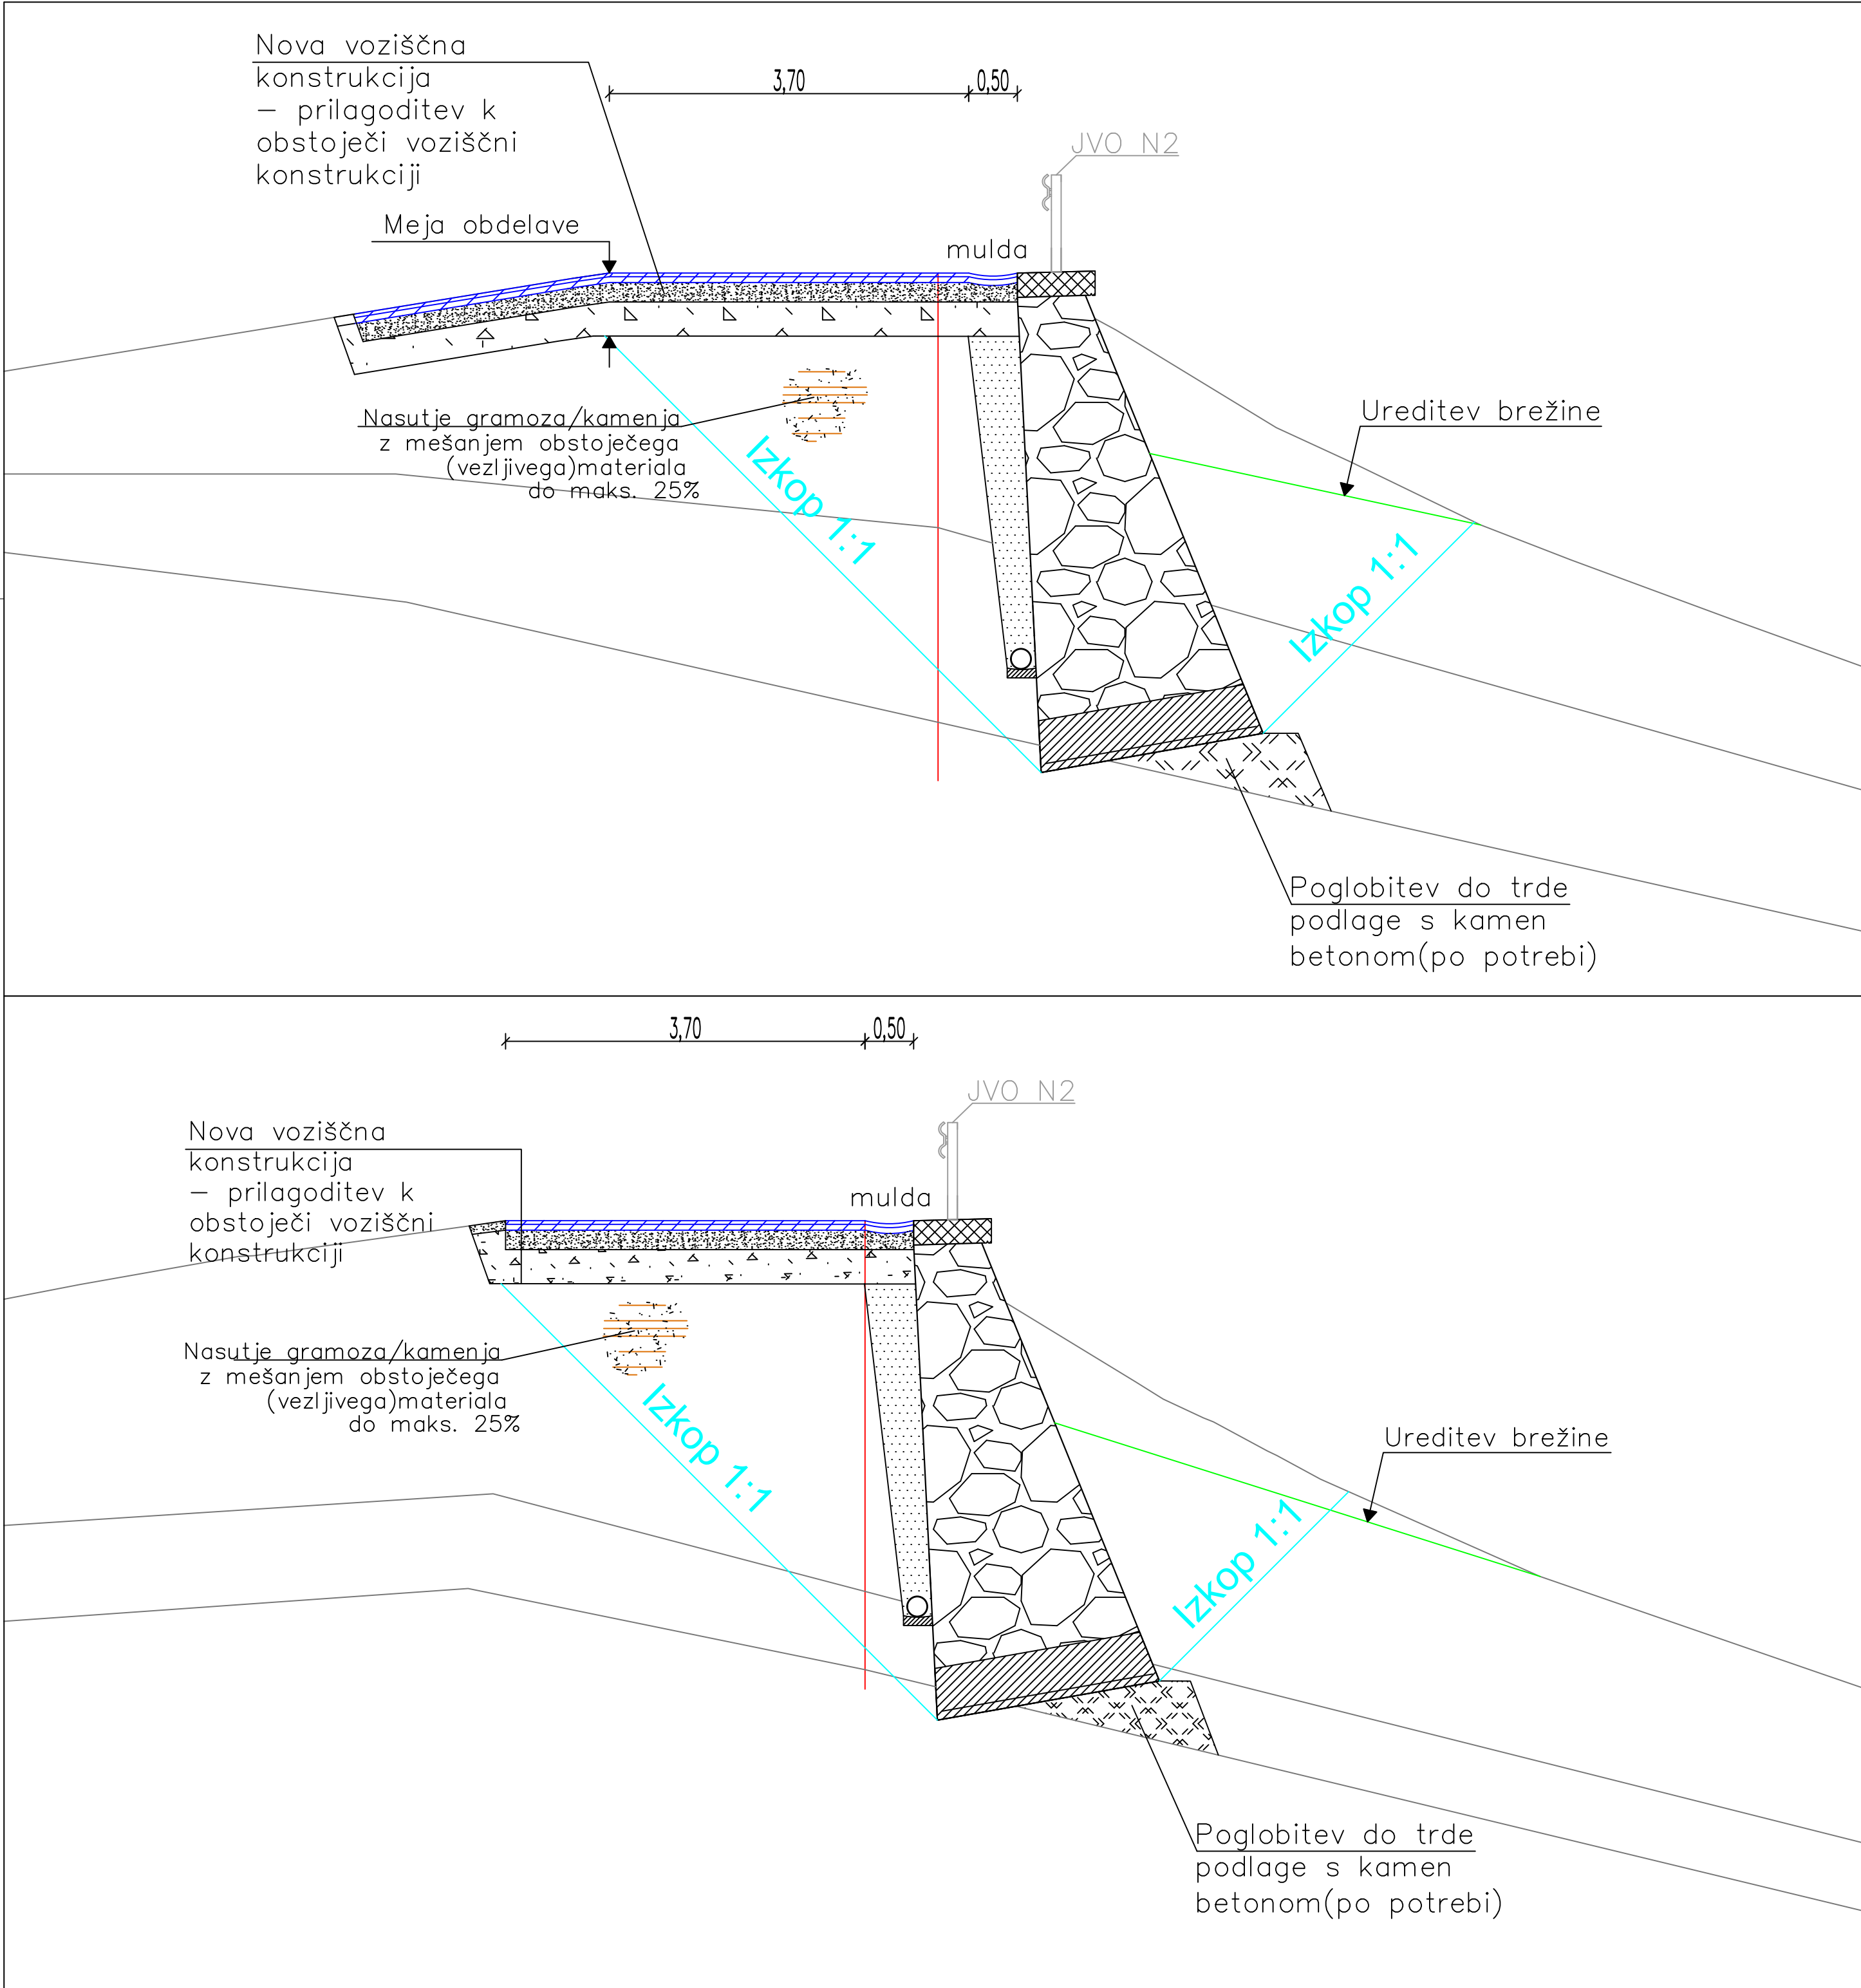 Nova voziščna
konstrukcija
– prilagoditev k
obstoječi voziščni
konstrukciji
3,70
0,50
JVO N2
Meja obdelave
mulda
Nasutje gramoza/kamenja
z mešanjem obstoječega
(vezljivega)materiala
do maks. 25%
Izkop 1:1
Ureditev brežine
Izkop 1:1
Poglobitev do trde
podlage s kamen
betonom(po potrebi)
3,70
0,50
JVO N2
Nova voziščna
konstrukcija
– prilagoditev k
obstoječi voziščni
konstrukciji
mulda
Nasutje gramoza/kamenja
z mešanjem obstoječega
(vezljivega)materiala
do maks. 25%
Izkop 1:1
Ureditev brežine
Izkop 1:1
Poglobitev do trde
podlage s kamen
betonom(po potrebi)